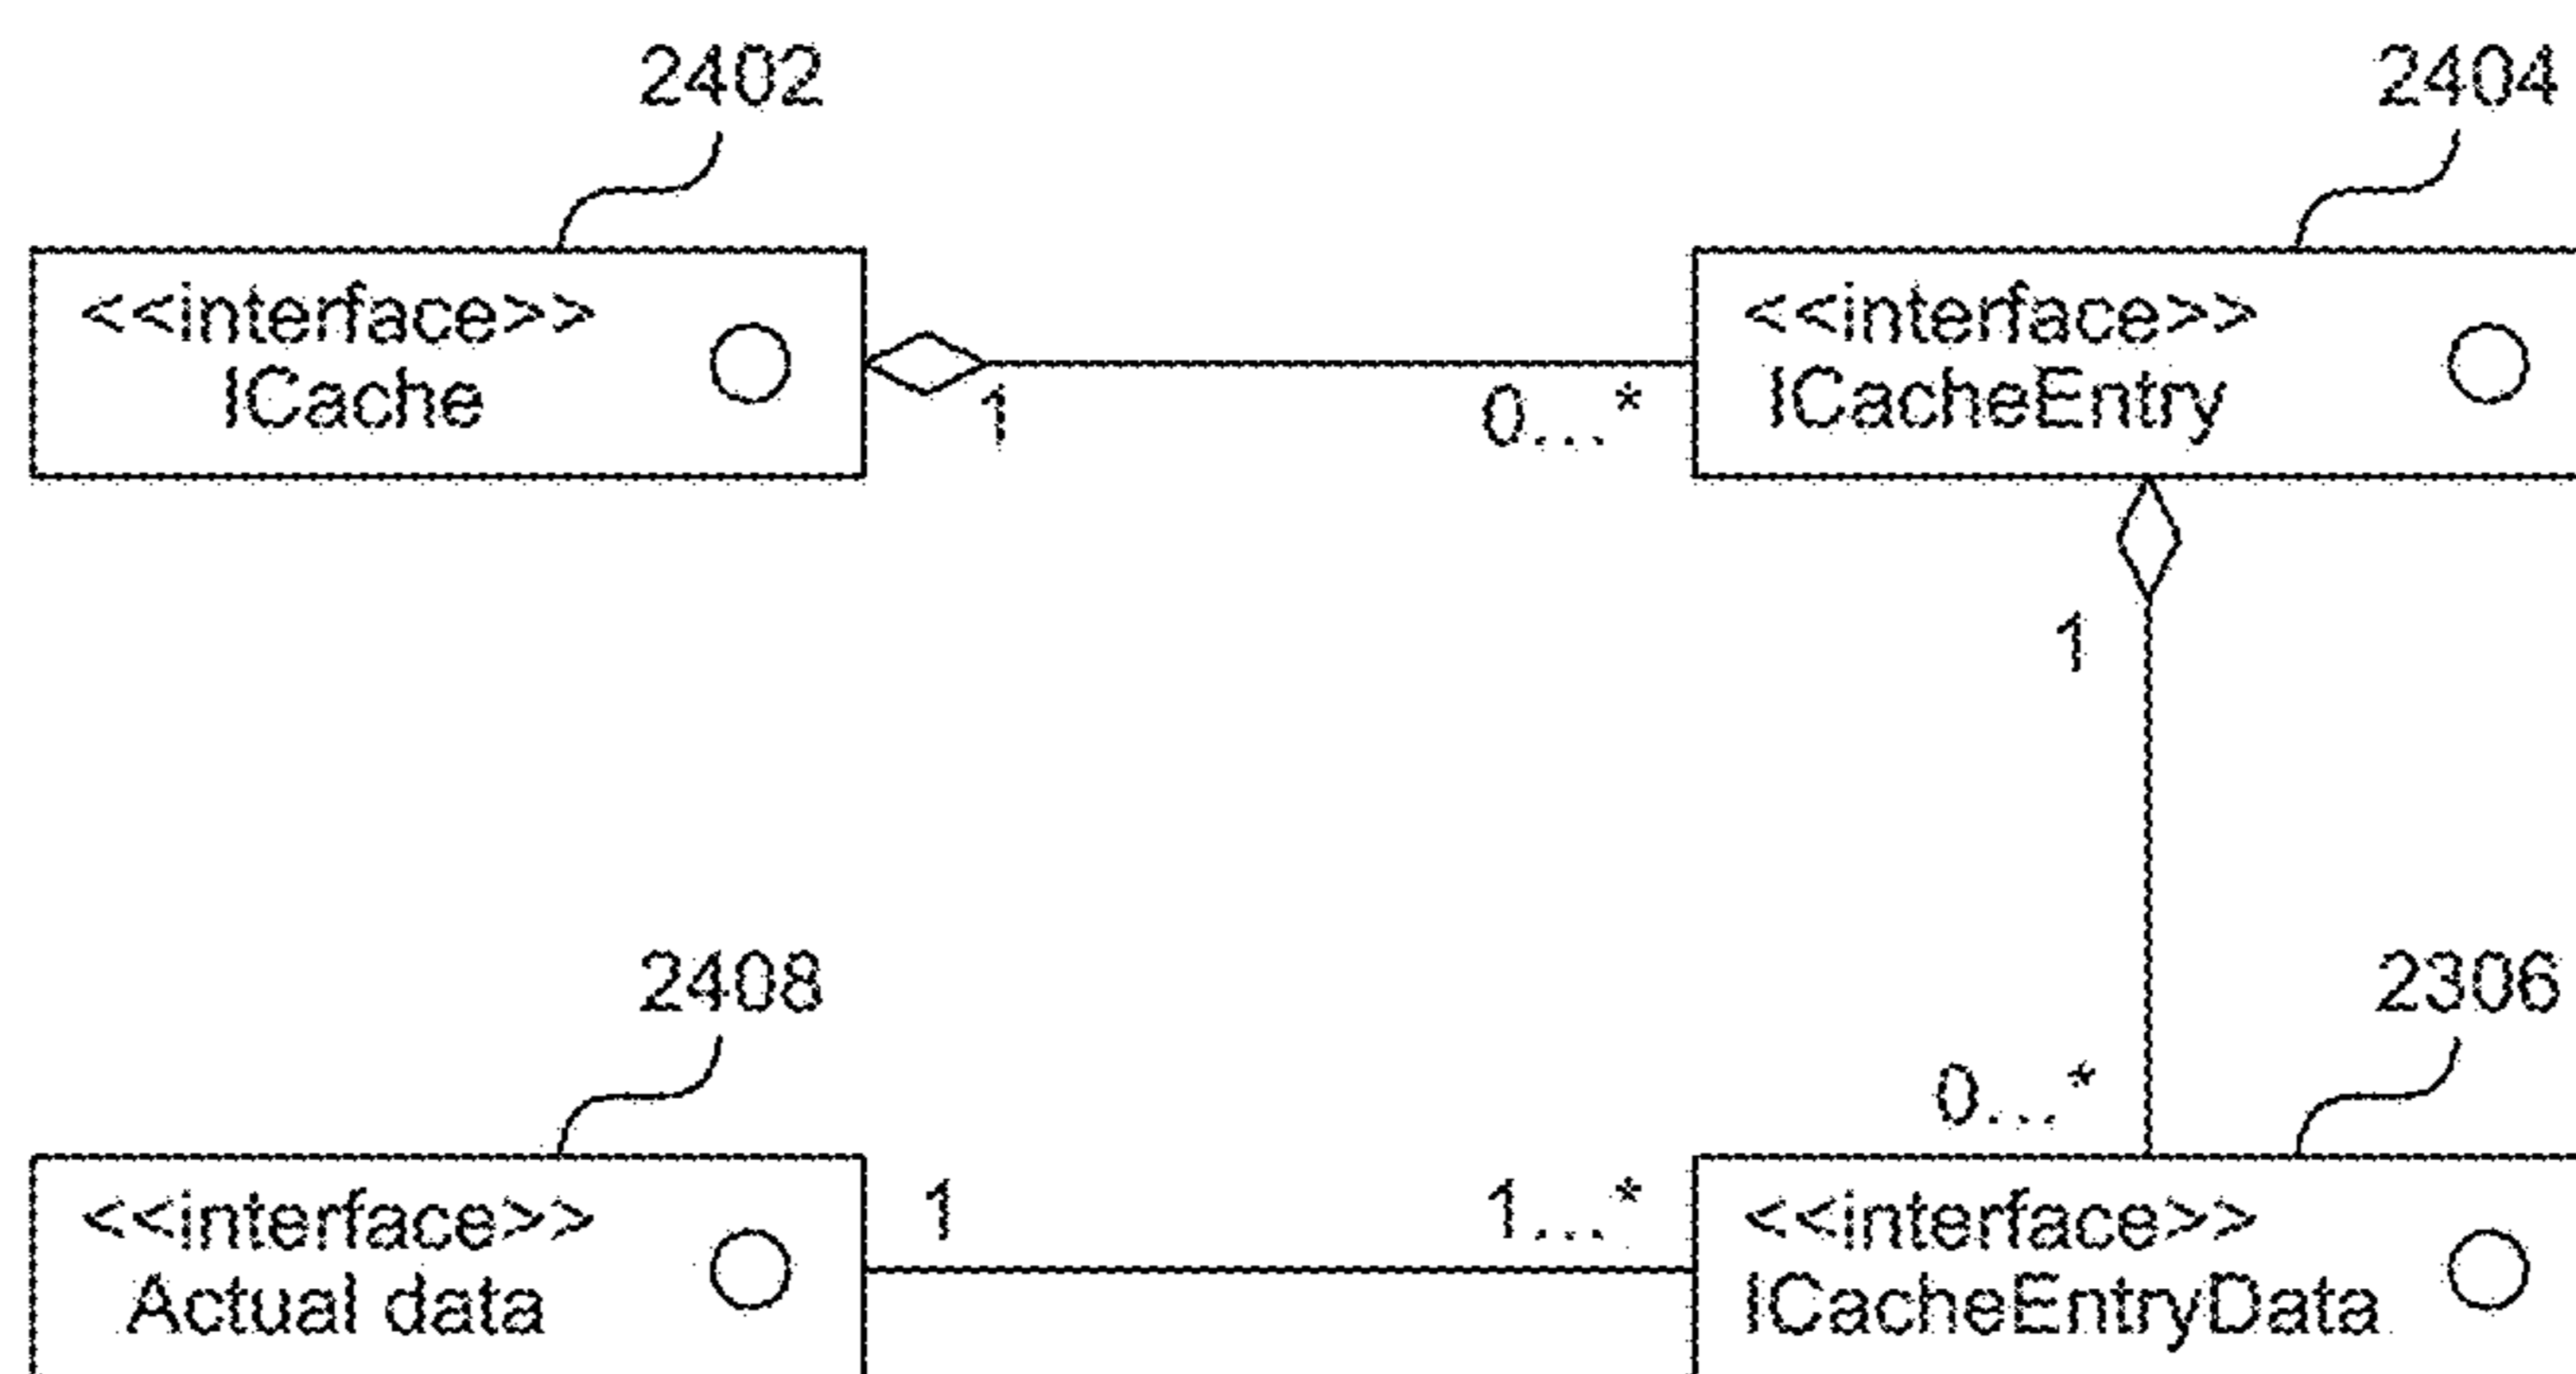 2402
2404
<<interface>>
ICache
1
0...*
<<interface>>
ICacheEntry
1
0...*
2408
2306
<<interface>>
Actual data
1
1...*
<<interface>>
ICacheEntryData